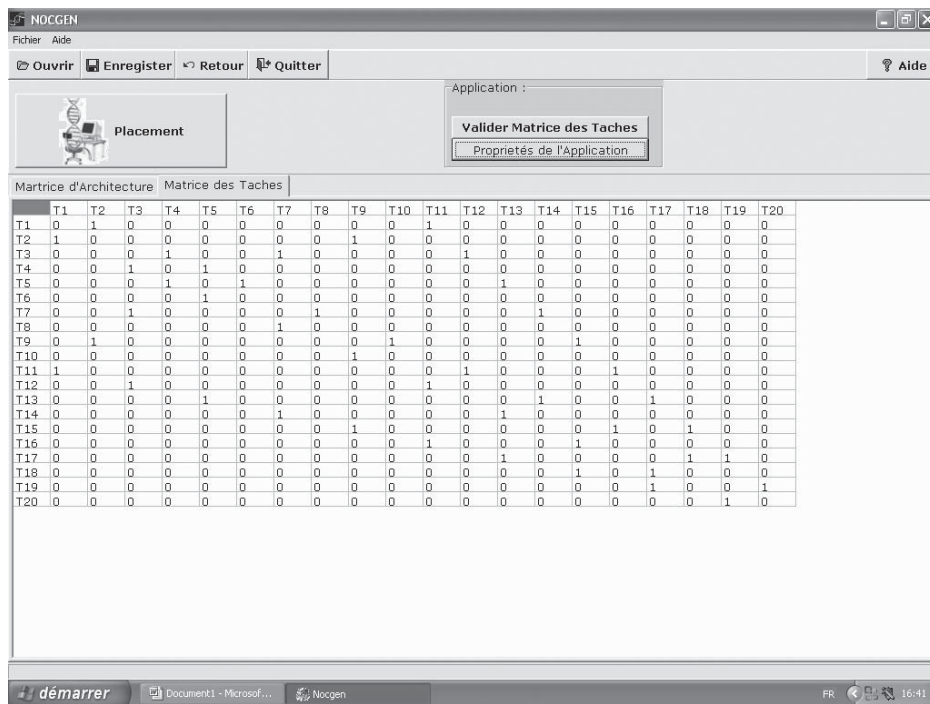 NOCGEN
Fichier Aide
Ouvrir Enregister Retour Quitter Aide
Placement
Application :
Valider Matrice des Taches
Proprietés de l'Application
Martrice d'Architecture Matrice des Taches
T1 T2 T3 T4 T5 T6 T7 T8 T9 T10 T11 T12 T13 T14 T15 T16 T17 T18 T19 T20
T1 0 1 0 0 0 0 0 0 0 0 1 0 0 0 0 0 0 0 0 0
T2 1 0 0 0 0 0 0 0 1 0 0 0 0 0 0 0 0 0 0 0
T3 0 0 0 1 0 0 1 0 0 0 0 1 0 0 0 0 0 0 0 0
T4 0 0 1 0 1 0 0 0 0 0 0 0 0 0 0 0 0 0 0 0
T5 0 0 0 1 0 1 0 0 0 0 0 0 1 0 0 0 0 0 0 0
T6 0 0 0 0 1 0 0 0 0 0 0 0 0 0 0 0 0 0 0 0
T7 0 0 1 0 0 0 0 1 0 0 0 0 0 1 0 0 0 0 0 0
T8 0 0 0 0 0 0 1 0 0 0 0 0 0 0 0 0 0 0 0 0
T9 0 1 0 0 0 0 0 0 0 1 0 0 0 0 1 0 0 0 0 0
T10 0 0 0 0 0 0 0 0 1 0 0 0 0 0 0 0 0 0 0 0
T11 1 0 0 0 0 0 0 0 0 0 0 1 0 0 0 1 0 0 0 0
T12 0 0 1 0 0 0 0 0 0 0 1 0 0 0 0 0 0 0 0 0
T13 0 0 0 0 1 0 0 0 0 0 0 0 0 1 0 0 1 0 0 0
T14 0 0 0 0 0 0 1 0 0 0 0 0 1 0 0 0 0 0 0 0
T15 0 0 0 0 0 0 0 0 1 0 0 0 0 0 0 1 0 1 0 0
T16 0 0 0 0 0 0 0 0 0 0 1 0 0 0 1 0 0 0 0 0
T17 0 0 0 0 0 0 0 0 0 0 0 0 1 0 0 0 0 1 1 0
T18 0 0 0 0 0 0 0 0 0 0 0 0 0 0 1 0 1 0 0 0
T19 0 0 0 0 0 0 0 0 0 0 0 0 0 0 0 0 1 0 0 1
T20 0 0 0 0 0 0 0 0 0 0 0 0 0 0 0 0 0 0 1 0
démarrer Document1 - Microsof... Nocgen FR 16:41